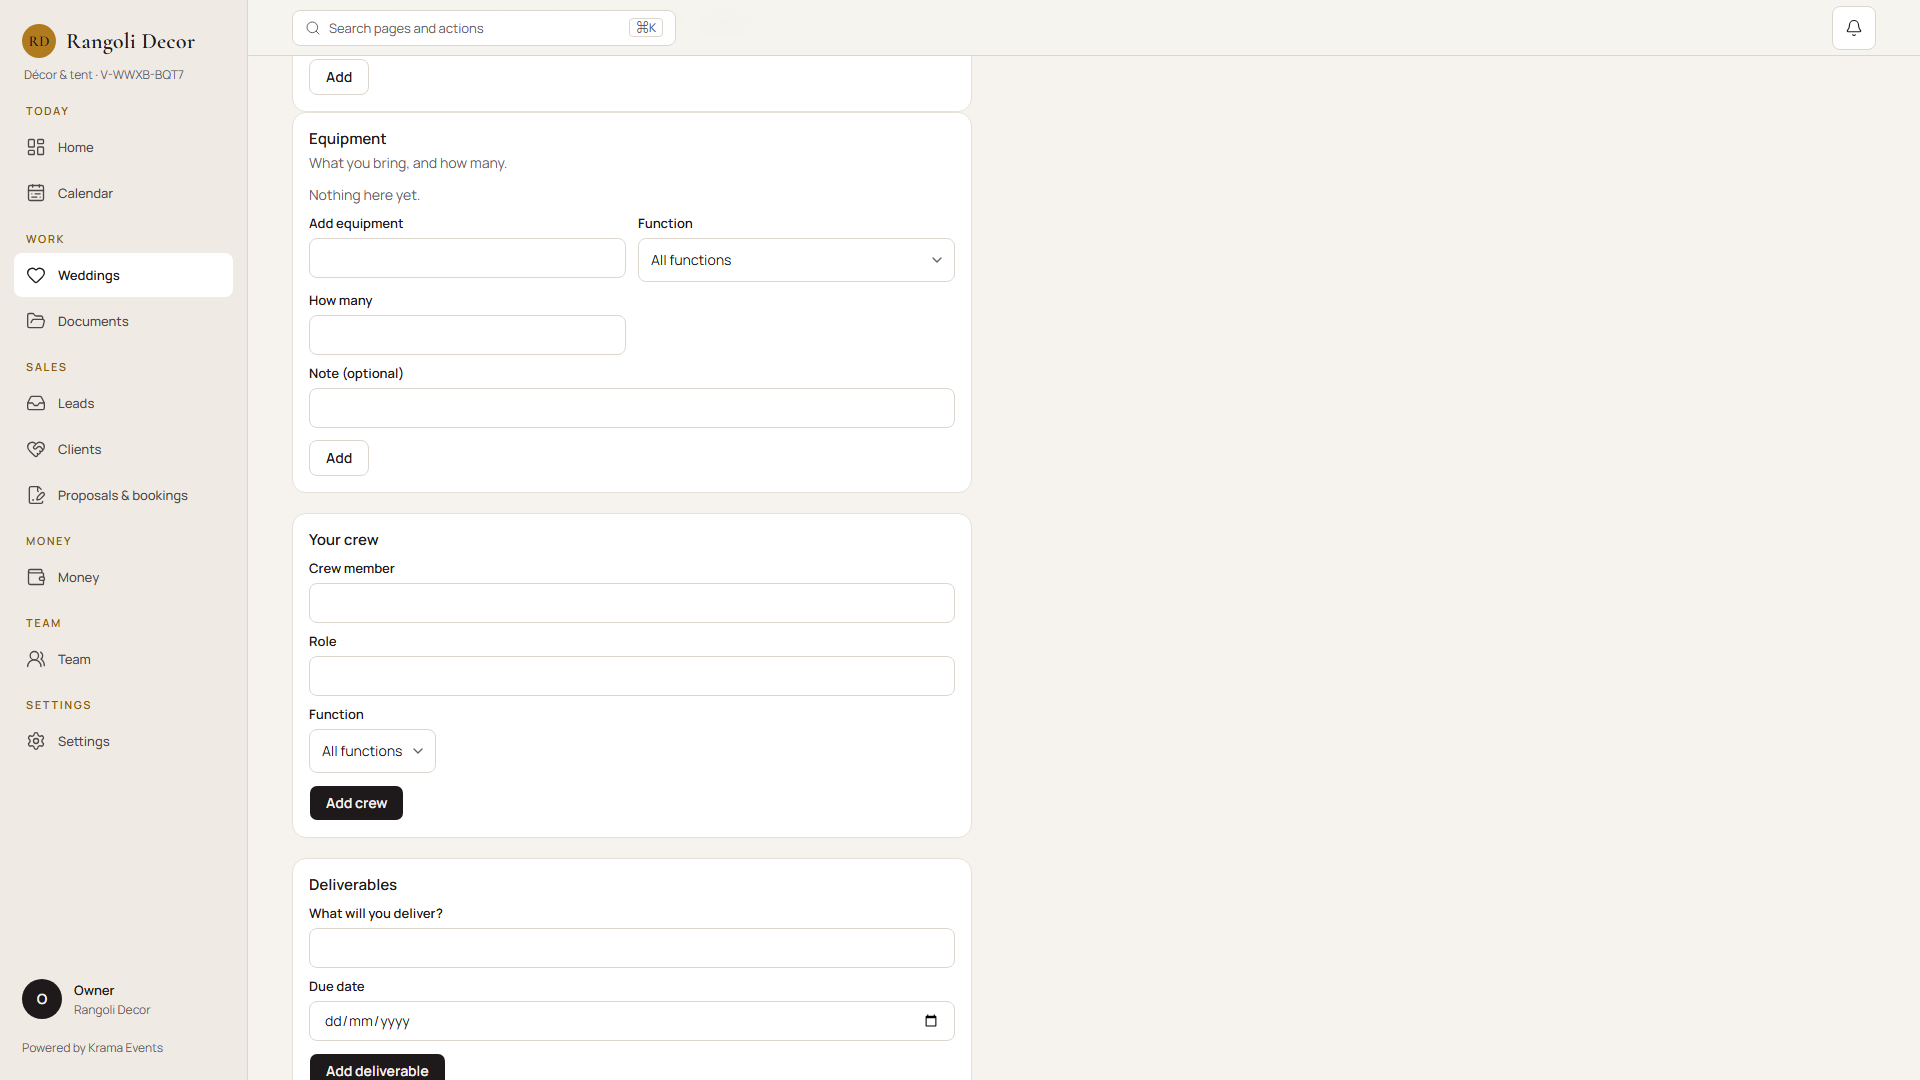 RD Rangoli Decor
Décor & tent · V-WWXB-BQT7
TODAY
Home
Calendar
WORK
Weddings
Documents
SALES
Leads
Clients
Proposals & bookings
MONEY
Money
TEAM
Team
SETTINGS
Settings
O
Owner
Rangoli Decor
Powered by Krama Events
Search pages and actions ⌘K
Add
Equipment
What you bring, and how many.
Nothing here yet.
Add equipment Function
All functions
How many
Note (optional)
Add
Your crew
Crew member
Role
Function
All functions
Add crew
Deliverables
What will you deliver?
Due date
dd/mm/yyyy
Add deliverable